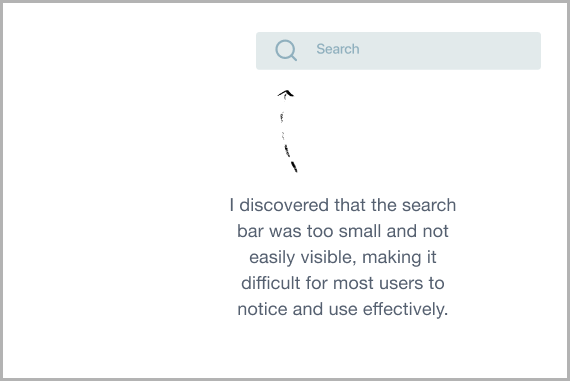 Search
I discovered that the search
bar was too small and not
easily visible, making it
difficult for most users to
notice and use effectively.